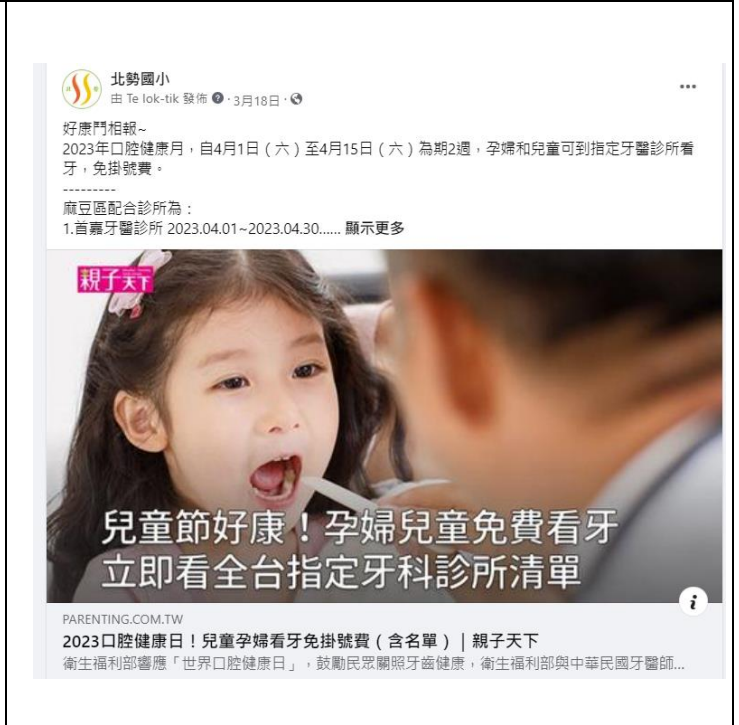 北勢國小
由 Te lok-tik 發佈 · 3月18日 ·
好康鬥相報~
2023年口腔健康月，自4月1日（六）至4月15日（六）為期2週，孕婦和兒童可到指定牙醫診所看
牙，免掛號費。
---------
麻豆區配合診所為：
1.首嘉牙醫診所 2023.04.01~2023.04.30...... 顯示更多
親子天下
兒童節好康！孕婦兒童免費看牙
立即看全台指定牙科診所清單
PARENTING.COM.TW
2023口腔健康日！兒童孕婦看牙免掛號費（含名單）｜親子天下
衛生福利部響應「世界口腔健康日」，鼓勵民眾關照牙齒健康，衛生福利部與中華民國牙醫師...